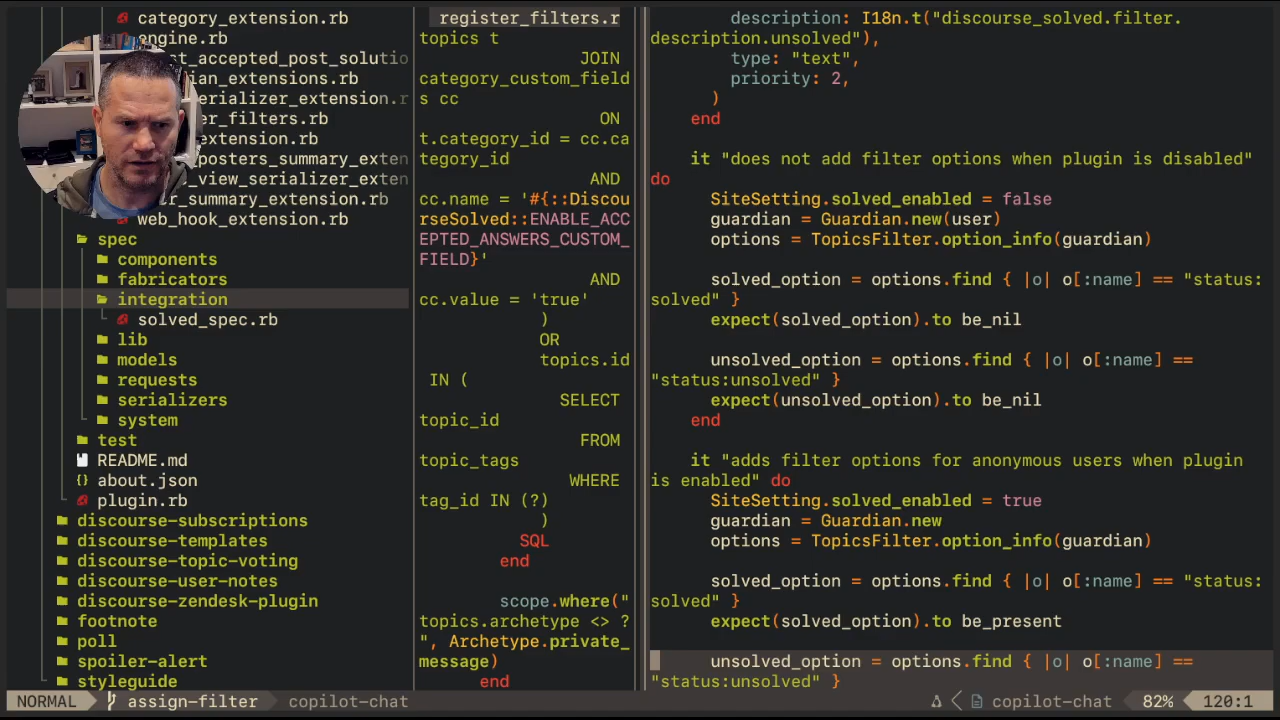 category_extension.rb
engine.rb
st_accepted_post_solutio
dian_extensions.rb
serializer_extension.r
er_filters.rb
extension.rb
posters_summary_exten
_view_serializer_exten
r_summary_extension.rb
web_hook_extension.rb
spec
components
fabricators
integration
solved_spec.rb
lib
models
requests
serializers
system
test
README.md
about.json
plugin.rb
discourse-subscriptions
discourse-templates
discourse-topic-voting
discourse-user-notes
discourse-zendesk-plugin
footnote
poll
spoiler-alert
styleguide
register_filters.r
topics t
JOIN
category_custom_field
s cc
ON
t.category_id = cc.ca
tegory_id
AND
cc.name = '#{::Discou
rseSolved::ENABLE_ACC
EPTED_ANSWERS_CUSTOM_
FIELD}'
AND
cc.value = 'true'
)
OR
topics.id
IN (
SELECT
topic_id
FROM
topic_tags
WHERE
tag_id IN (?)
)
SQL
end
scope.where("
topics.archetype <> ?
", Archetype.private_
message)
end
description: I18n.t("discourse_solved.filter.
description.unsolved"),
type: "text",
priority: 2,
)
end
it "does not add filter options when plugin is disabled"
do
SiteSetting.solved_enabled = false
guardian = Guardian.new(user)
options = TopicsFilter.option_info(guardian)
solved_option = options.find { |o| o[:name] == "status:
solved" }
expect(solved_option).to be_nil
unsolved_option = options.find { |o| o[:name] ==
"status:unsolved" }
expect(unsolved_option).to be_nil
end
it "adds filter options for anonymous users when plugin
is enabled" do
SiteSetting.solved_enabled = true
guardian = Guardian.new
options = TopicsFilter.option_info(guardian)
solved_option = options.find { |o| o[:name] == "status:
solved" }
expect(solved_option).to be_present
unsolved_option = options.find { |o| o[:name] ==
"status:unsolved" }
NORMAL assign-filter copilot-chat copilot-chat 82% 120:1